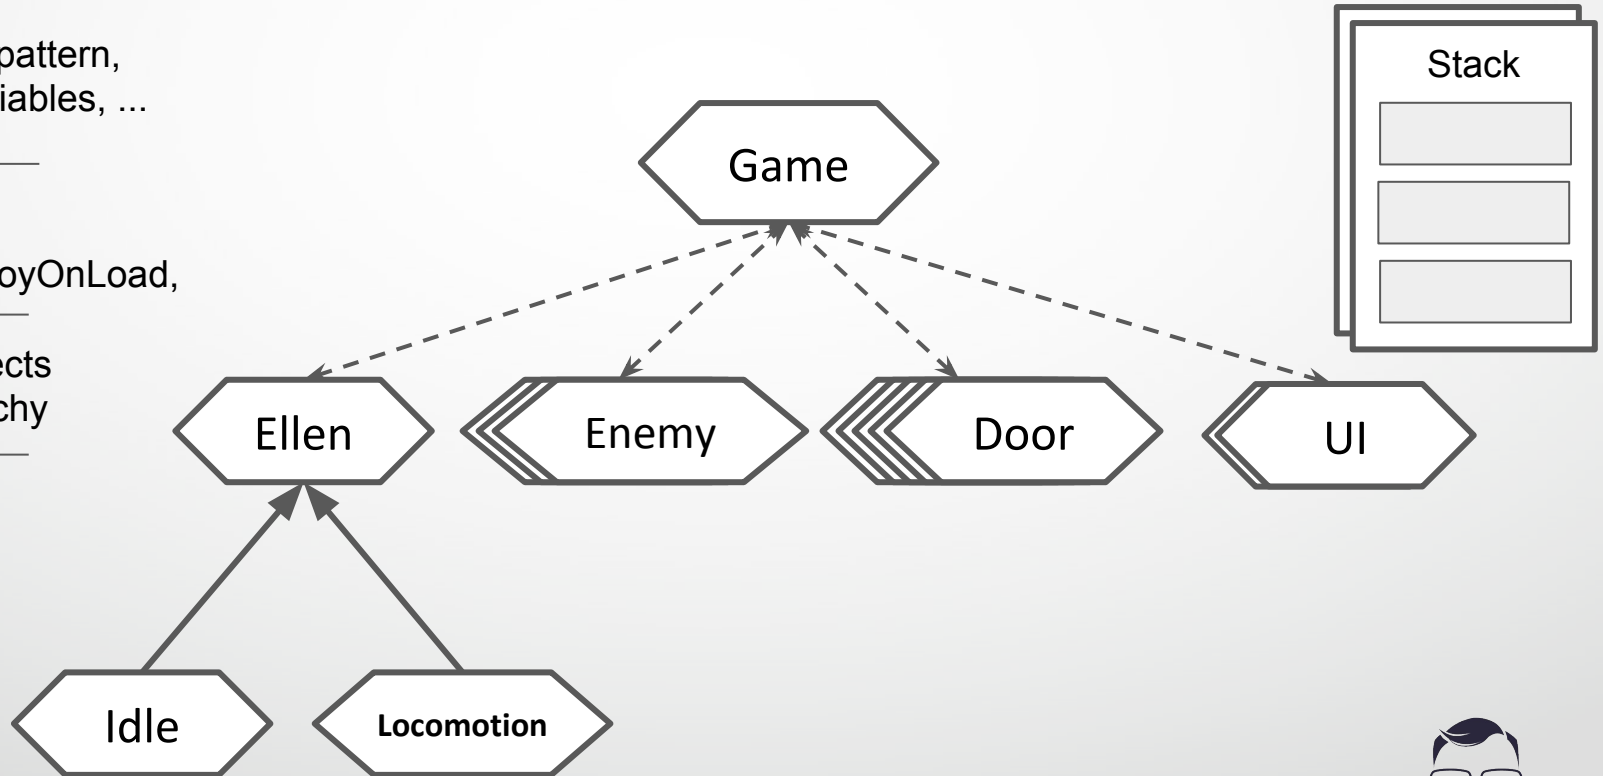 pattern,
iables, ...
oyOnLoad,
ects
chy
Stack
Game
Ellen
Enemy
Door
UI
Idle
Locomotion